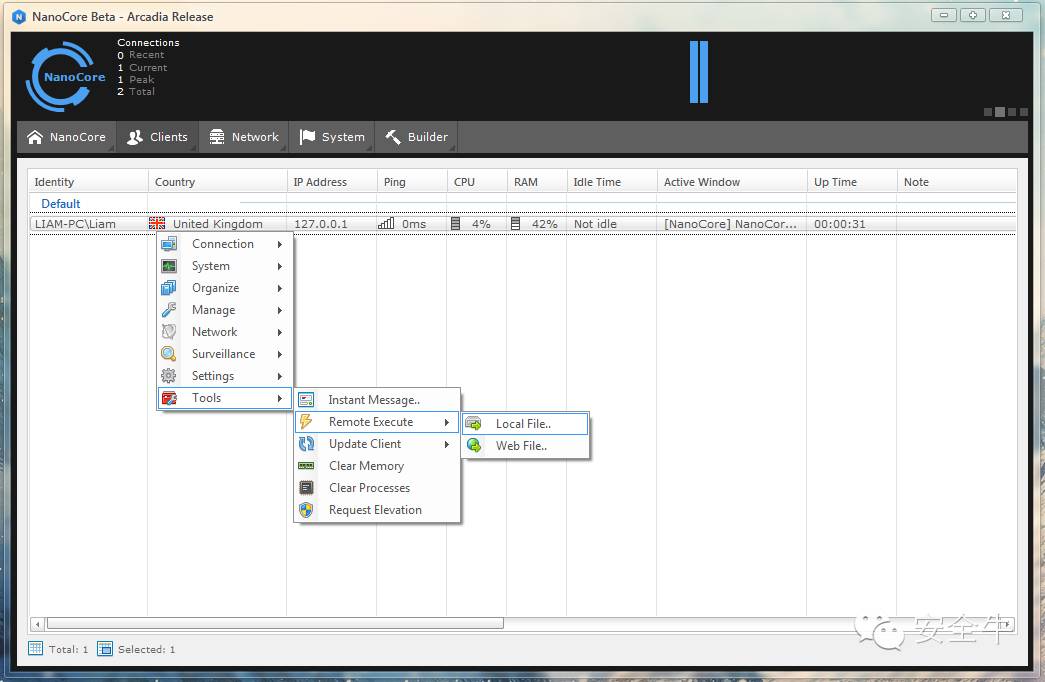 NanoCore Beta - Arcadia Release
NanoCore
Connections
0 Recent
1 Current
1 Peak
2 Total
NanoCore Clients Network System Builder
Identity Country IP Address Ping CPU RAM Idle Time Active Window Up Time Note
Default
LIAM-PC\Liam United Kingdom 127.0.0.1 0ms 4% 42% Not idle [NanoCore] NanoCor... 00:00:31
Connection
System
Organize
Manage
Network
Surveillance
Settings
Tools
Instant Message..
Remote Execute
Update Client
Clear Memory
Clear Processes
Request Elevation
Local File..
Web File..
安全牛
Total: 1 Selected: 1